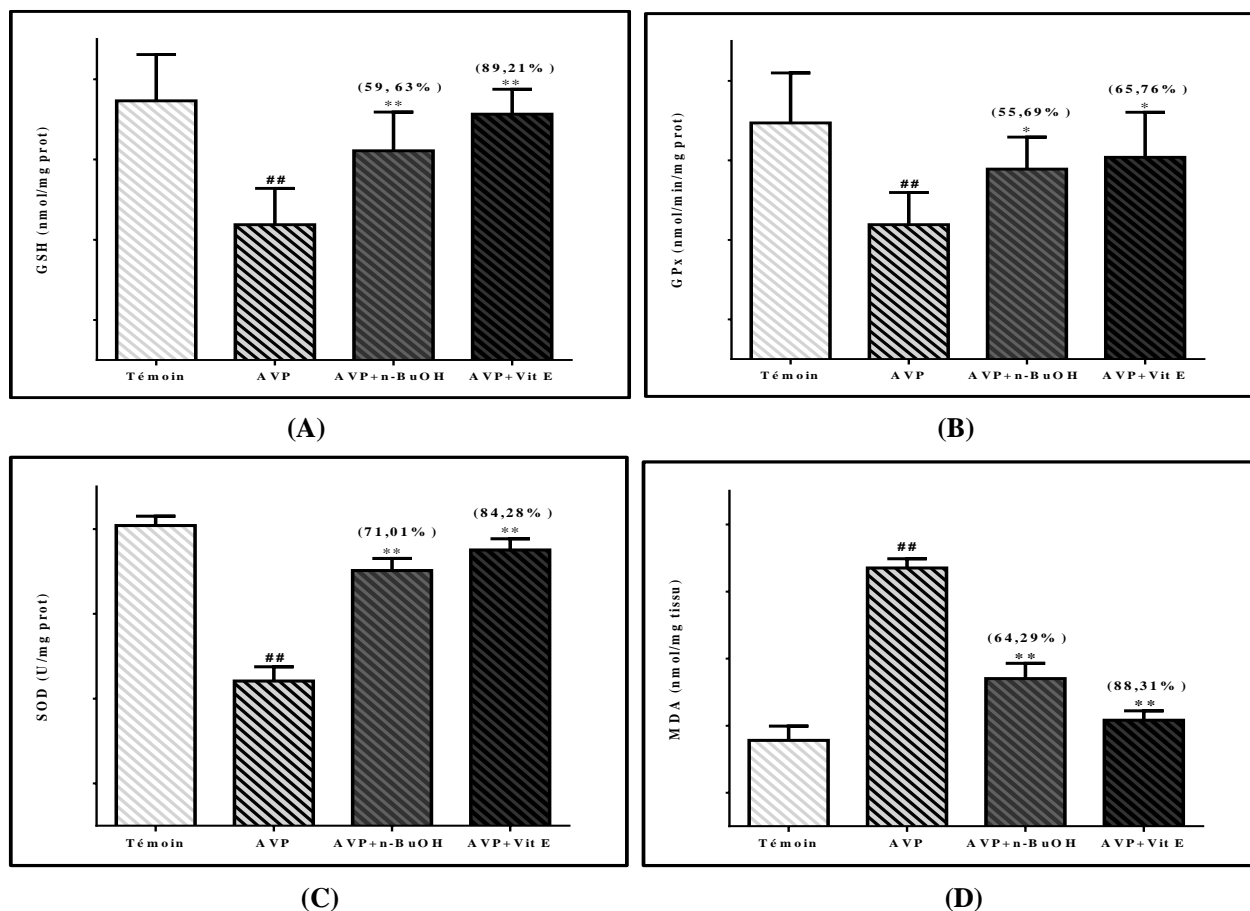 GSH (nmol/mg prot)
(59, 63%)
**
(89,21%)
**
##
Témoin
AVP
AVP+n-BuOH
AVP+Vit E
(A)
GPx (nmol/min/mg prot)
(55,69%)
*
(65,76%)
*
##
Témoin
AVP
AVP+n-BuOH
AVP+Vit E
(B)
SOD (U/mg prot)
(71,01%)
**
(84,28%)
**
##
Témoin
AVP
AVP+n-BuOH
AVP+Vit E
(C)
MDA (nmol/mg tissu)
##
(64,29%)
**
(88,31%)
**
Témoin
AVP
AVP+n-BuOH
AVP+Vit E
(D)